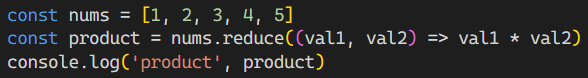 const nums = [1, 2, 3, 4, 5]
const product = nums.reduce((val1, val2) => val1 * val2)
console.log('product', product)